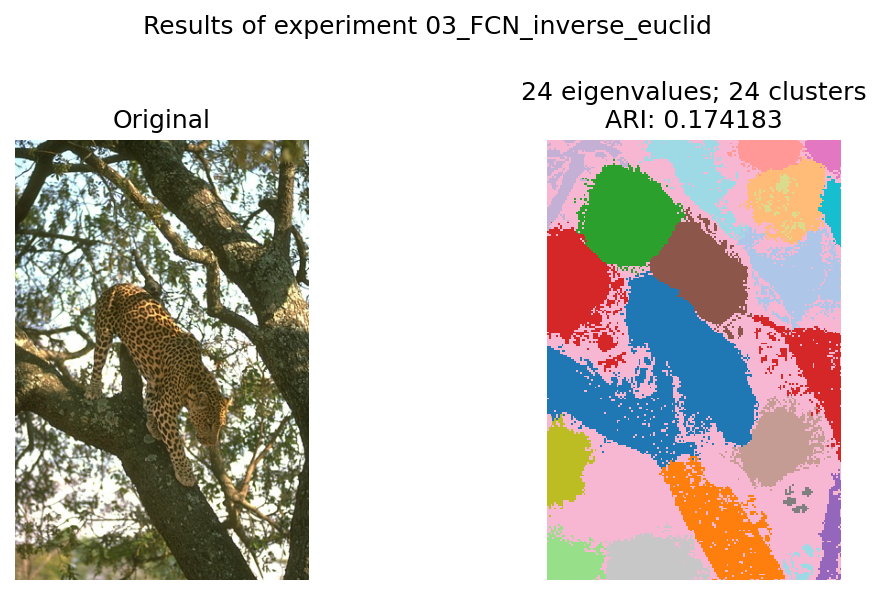 Results of experiment 03_FCN_inverse_euclid
Original
24 eigenvalues; 24 clusters
ARI: 0.174183